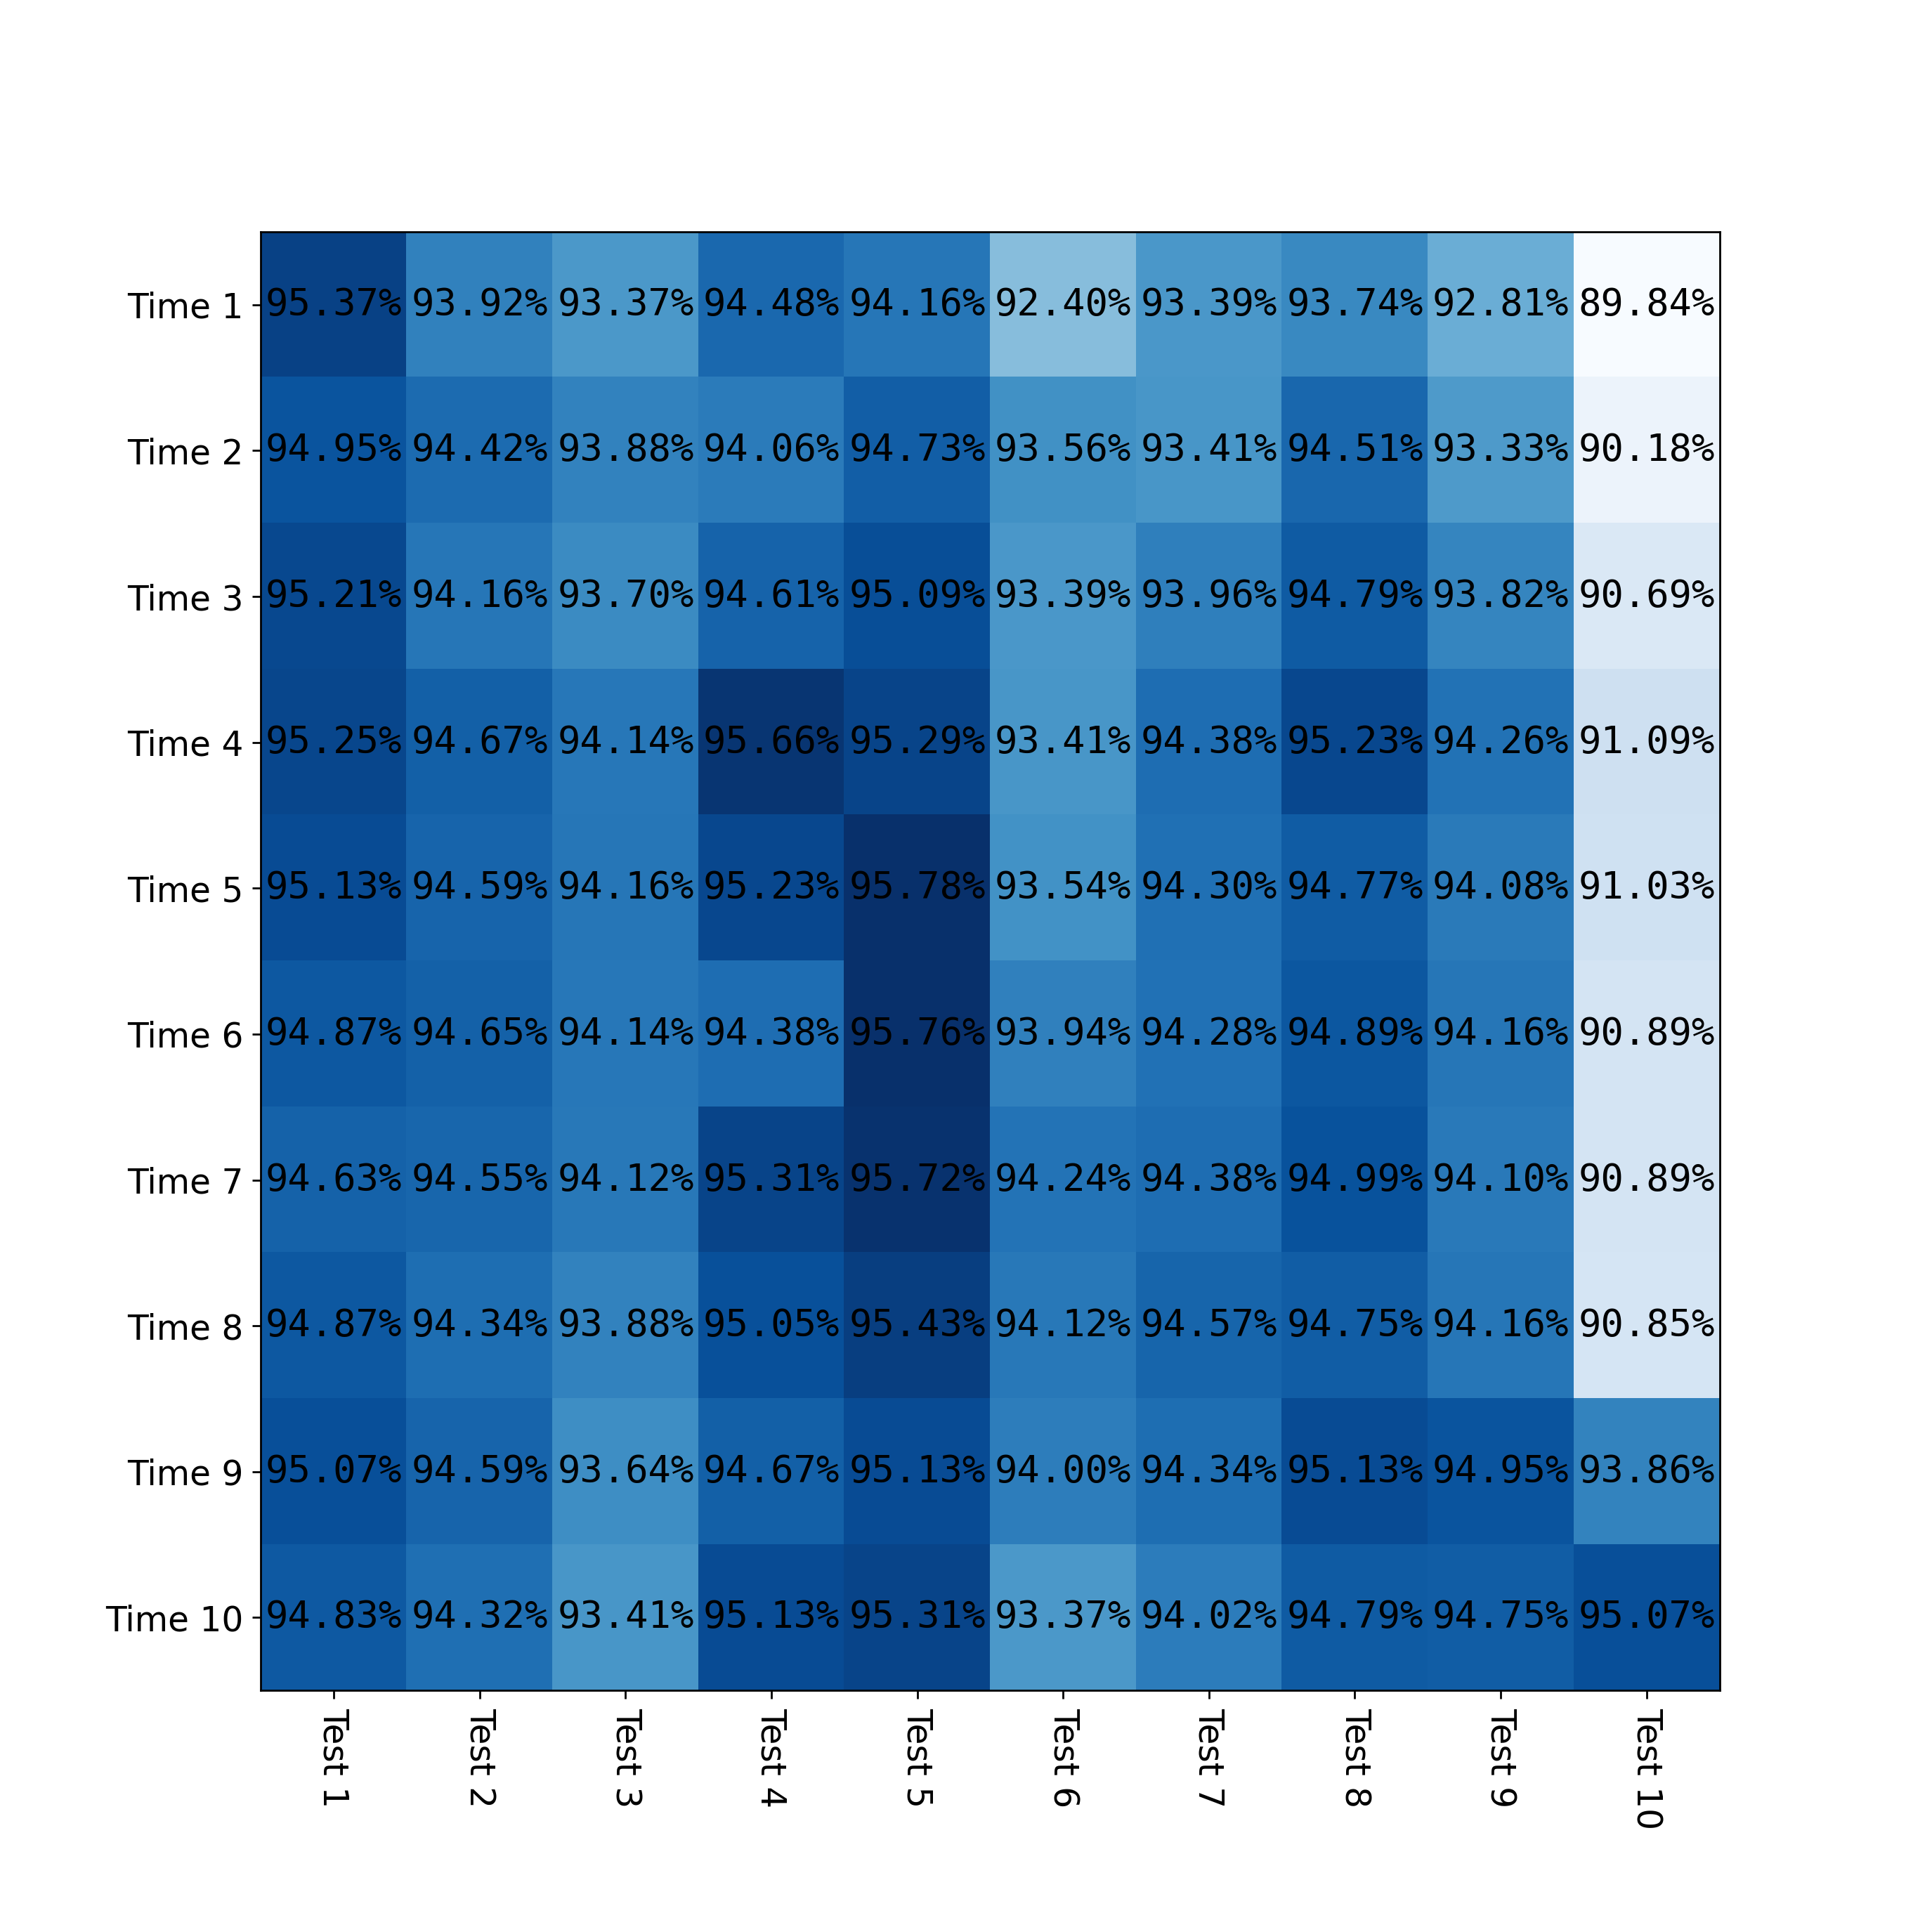 Time 1 95.37% 93.92% 93.37% 94.48% 94.16% 92.40% 93.39% 93.74% 92.81% 89.84%
Time 2 94.95% 94.42% 93.88% 94.06% 94.73% 93.56% 93.41% 94.51% 93.33% 90.18%
Time 3 95.21% 94.16% 93.70% 94.61% 95.09% 93.39% 93.96% 94.79% 93.82% 90.69%
Time 4 95.25% 94.67% 94.14% 95.66% 95.29% 93.41% 94.38% 95.23% 94.26% 91.09%
Time 5 95.13% 94.59% 94.16% 95.23% 95.78% 93.54% 94.30% 94.77% 94.08% 91.03%
Time 6 94.87% 94.65% 94.14% 94.38% 95.76% 93.94% 94.28% 94.89% 94.16% 90.89%
Time 7 94.63% 94.55% 94.12% 95.31% 95.72% 94.24% 94.38% 94.99% 94.10% 90.89%
Time 8 94.87% 94.34% 93.88% 95.05% 95.43% 94.12% 94.57% 94.75% 94.16% 90.85%
Time 9 95.07% 94.59% 93.64% 94.67% 95.13% 94.00% 94.34% 95.13% 94.95% 93.86%
Time 10 94.83% 94.32% 93.41% 95.13% 95.31% 93.37% 94.02% 94.79% 94.75% 95.07%
Test 1 Test 2 Test 3 Test 4 Test 5 Test 6 Test 7 Test 8 Test 9 Test 10